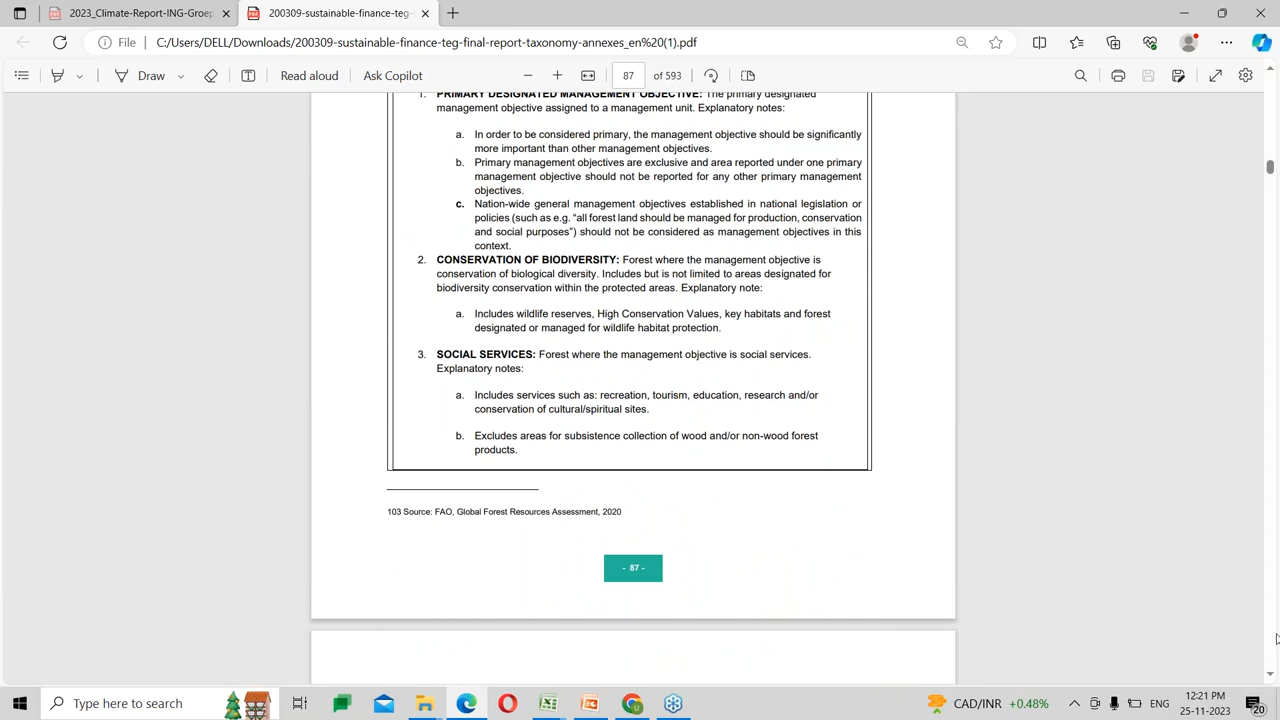 2023_Climate-Report-ING-Groep
200309-sustainable-finance-teg-
File
C:/Users/DELL/Downloads/200309-sustainable-finance-teg-final-report-taxonomy-annexes_en%20(1).pdf
Draw
Read aloud
Ask Copilot
87 of 593
1. PRIMARY DESIGNATED MANAGEMENT OBJECTIVE: The primary designated
management objective assigned to a management unit. Explanatory notes:
a. In order to be considered primary, the management objective should be significantly
more important than other management objectives.
b. Primary management objectives are exclusive and area reported under one primary
management objective should not be reported for any other primary management
objectives.
c. Nation-wide general management objectives established in national legislation or
policies (such as e.g. “all forest land should be managed for production, conservation
and social purposes”) should not be considered as management objectives in this
context.
2. CONSERVATION OF BIODIVERSITY: Forest where the management objective is
conservation of biological diversity. Includes but is not limited to areas designated for
biodiversity conservation within the protected areas. Explanatory note:
a. Includes wildlife reserves, High Conservation Values, key habitats and forest
designated or managed for wildlife habitat protection.
3. SOCIAL SERVICES: Forest where the management objective is social services.
Explanatory notes:
a. Includes services such as: recreation, tourism, education, research and/or
conservation of cultural/spiritual sites.
b. Excludes areas for subsistence collection of wood and/or non-wood forest
products.
103 Source: FAO, Global Forest Resources Assessment, 2020
- 87 -
Type here to search
CAD/INR +0.48%
ENG
12:21 PM
25-11-2023
20